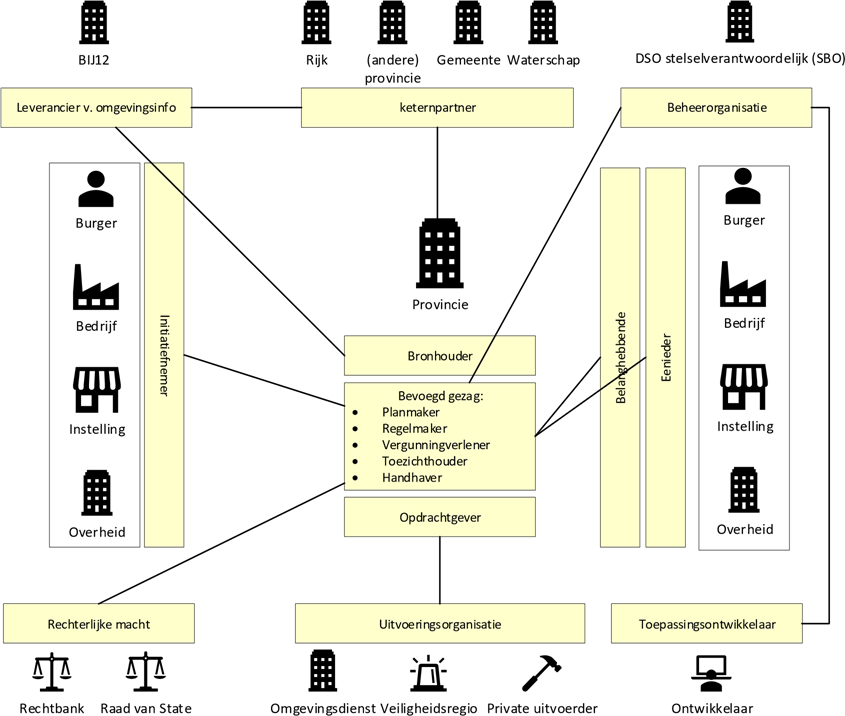 BIJ12
Rijk
(andere)
provincie
Gemeente
Waterschap
DSO stelselverantwoordelijk (SBO)
Leverancier v. omgevingsinfo
keternpartner
Beheerorganisatie
Burger
Bedrijf
Instelling
Overheid
Initiatiefnemer
Provincie
Bronhouder
Bevoegd gezag:
• Planmaker
• Regelmaker
• Vergunningverlener
• Toezichthouder
• Handhaver
Opdrachtgever
Belanghebbende
Eenieder
Burger
Bedrijf
Instelling
Overheid
Rechterlijke macht
Uitvoeringsorganisatie
Toepassingsontwikkelaar
Rechtbank
Raad van State
Omgevingsdienst
Veiligheidsregio
Private uitvoerder
Ontwikkelaar